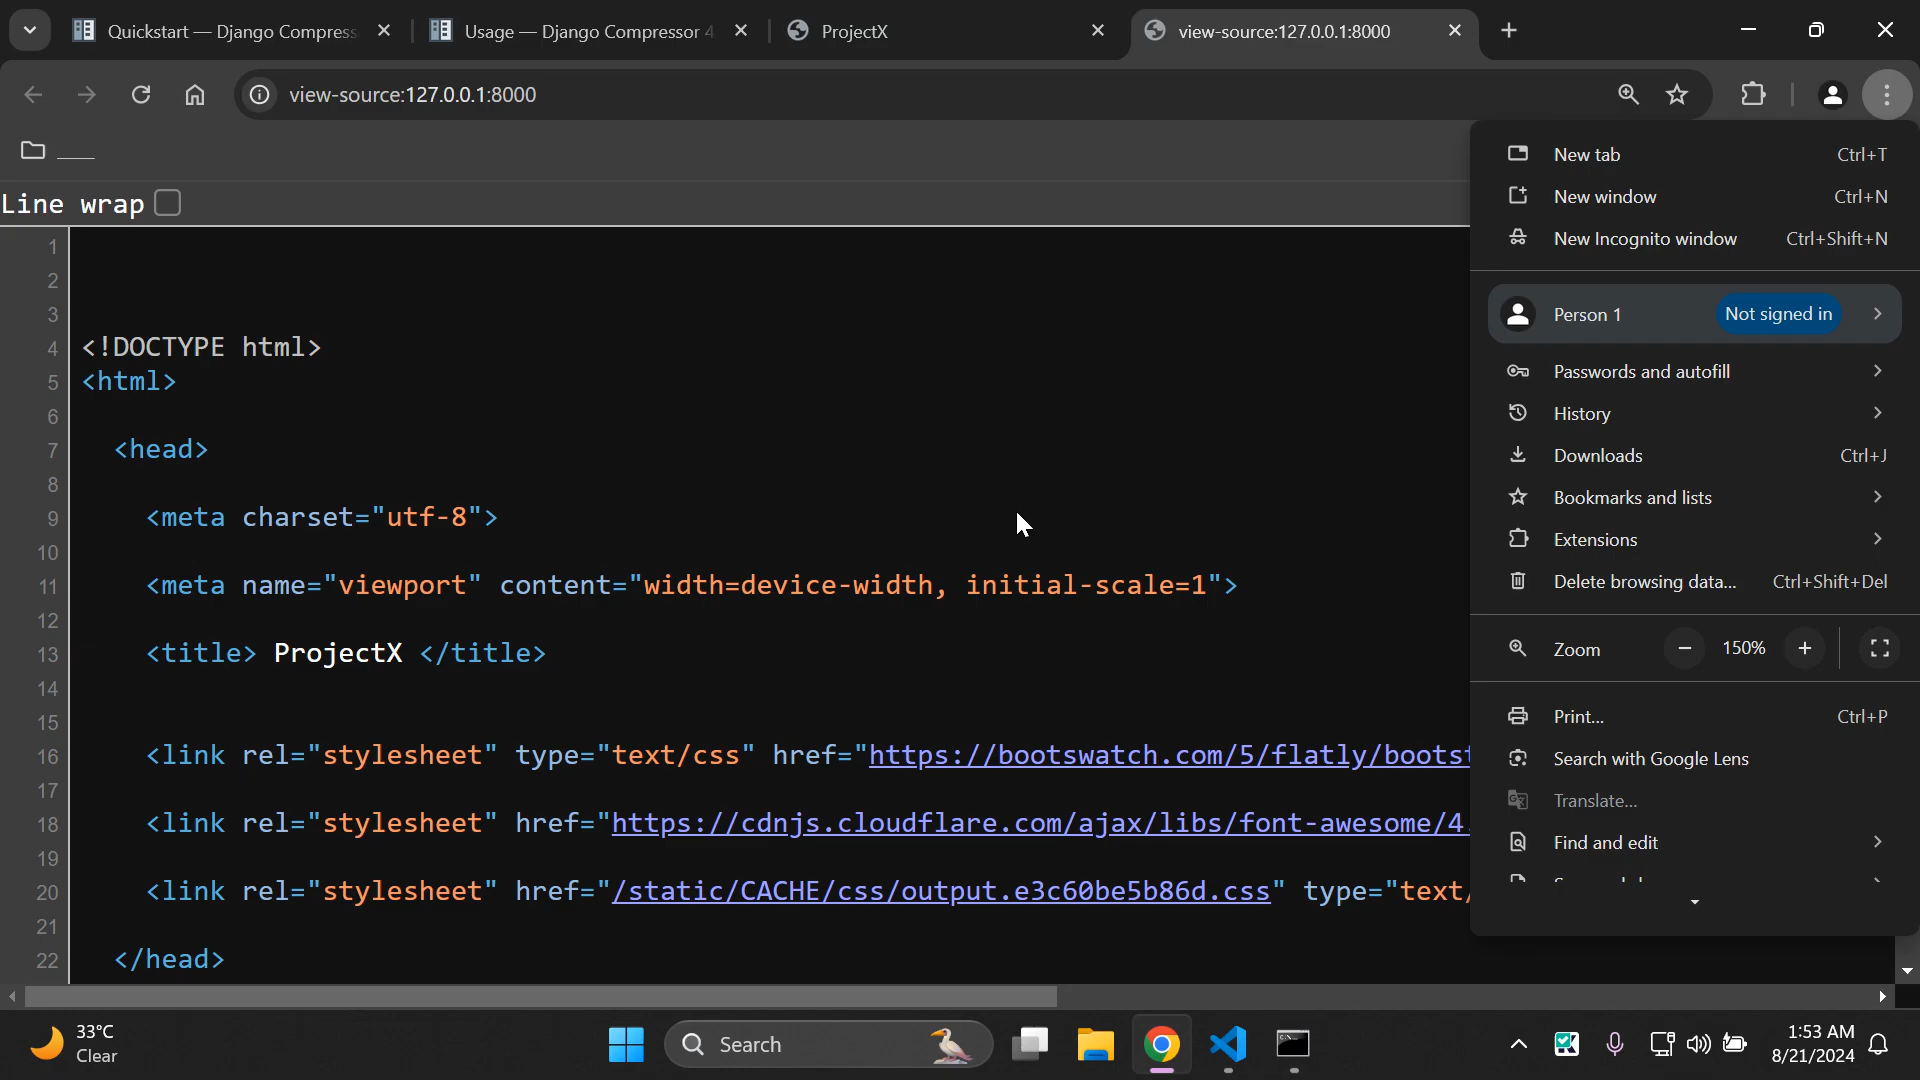 Quickstart — Django Compress
Usage — Django Compressor 4
ProjectX
view-source:127.0.0.1:8000
view-source:127.0.0.1:8000
Line wrap
1
2
3
4 <!DOCTYPE html>
5 <html>
6
7 <head>
8
9 <meta charset="utf-8">
10
11 <meta name="viewport" content="width=device-width, initial-scale=1">
12
13 <title> ProjectX </title>
14
15
16 <link rel="stylesheet" type="text/css" href="https://bootswatch.com/5/flatly/bootst
17
18 <link rel="stylesheet" href="https://cdnjs.cloudflare.com/ajax/libs/font-awesome/4.
19
20 <link rel="stylesheet" href="/static/CACHE/css/output.e3c60be5b86d.css" type="text/
21
22 </head>
New tab Ctrl+T
New window Ctrl+N
New Incognito window Ctrl+Shift+N
Person 1 Not signed in
Passwords and autofill
History
Downloads Ctrl+J
Bookmarks and lists
Extensions
Delete browsing data... Ctrl+Shift+Del
Zoom 150%
Print... Ctrl+P
Search with Google Lens
Translate...
Find and edit
33°C
Clear
Search
1:53 AM
8/21/2024